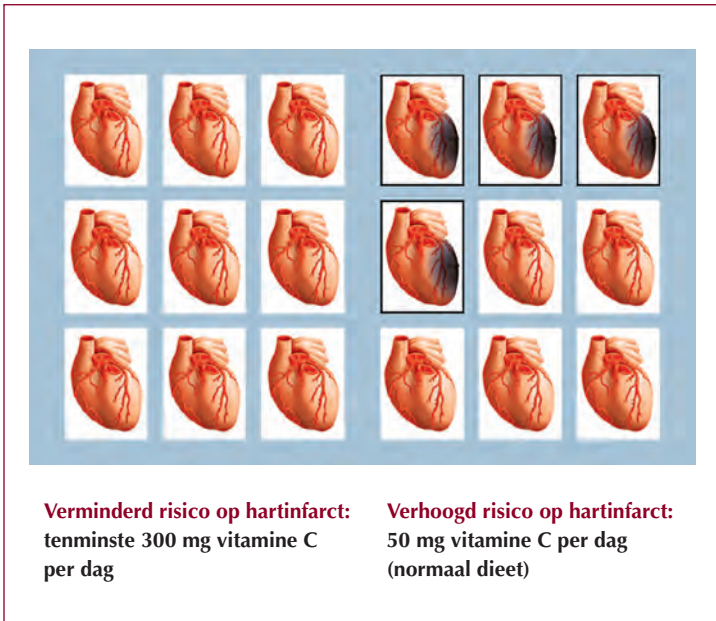 Verminderd risico op hartinfarct:
tenminste 300 mg vitamine C
per dag
Verhoogd risico op hartinfarct:
50 mg vitamine C per dag
(normaal dieet)